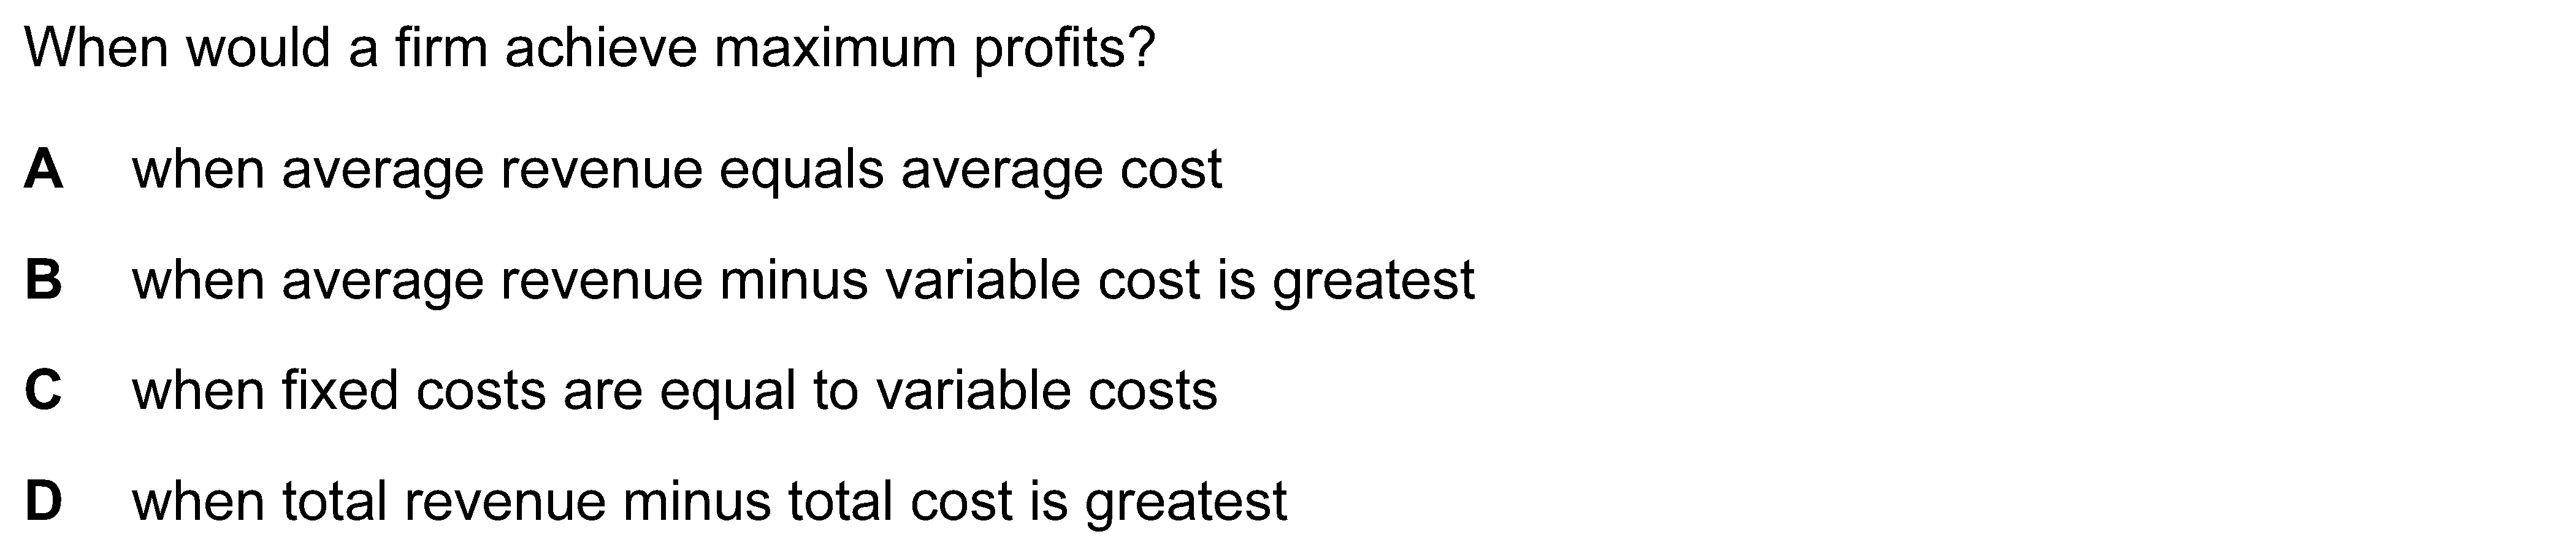 When would a firm achieve maximum profits?
A when average revenue equals average cost
B when average revenue minus variable cost is greatest
C when fixed costs are equal to variable costs
D when total revenue minus total cost is greatest